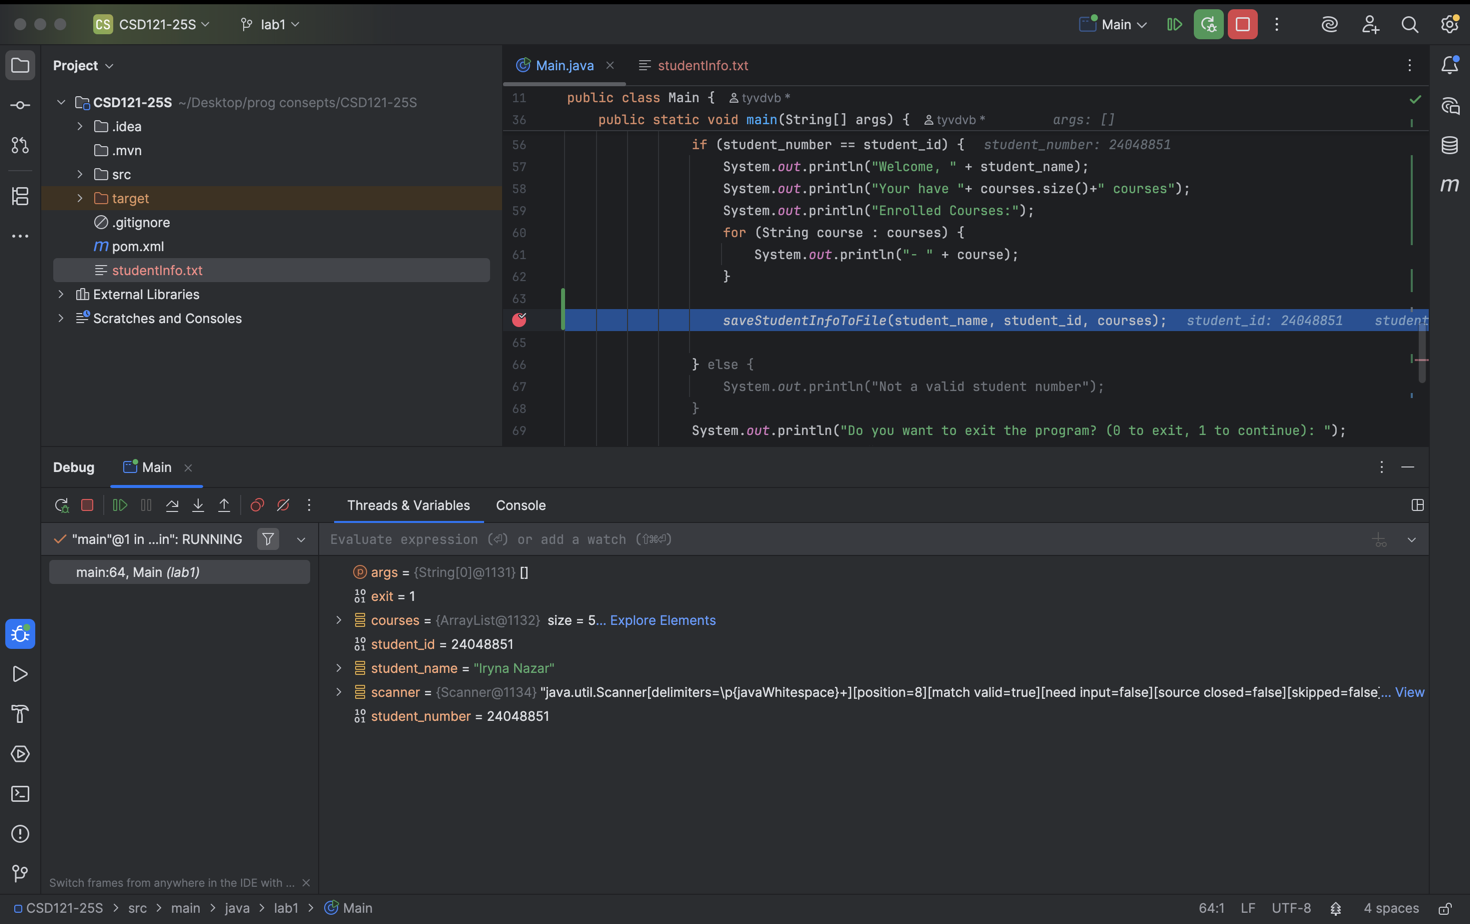 CS CSD121-25S lab1 Main
Project
CSD121-25S ~/Desktop/prog consepts/CSD121-25S
.idea
.mvn
src
target
.gitignore
pom.xml
studentInfo.txt
External Libraries
Scratches and Consoles
Main.java studentInfo.txt
11 public class Main { tyvdvb *
36 public static void main(String[] args) { tyvdvb * args: []
56 if (student_number == student_id) { student_number: 24048851
57 System.out.println("Welcome, " + student_name);
58 System.out.println("Your have "+ courses.size()+" courses");
59 System.out.println("Enrolled Courses:");
60 for (String course : courses) {
61 System.out.println("- " + course);
62 }
63
saveStudentInfoToFile(student_name, student_id, courses); student_id: 24048851 student
65
66 } else {
67 System.out.println("Not a valid student number");
68 }
69 System.out.println("Do you want to exit the program? (0 to exit, 1 to continue): ");
Debug Main
Threads & Variables Console
"main"@1 in ...in": RUNNING
main:64, Main (lab1)
Evaluate expression (⏎) or add a watch (⇧⌘⏎)
args = {String[0]@1131} []
exit = 1
courses = {ArrayList@1132} size = 5... Explore Elements
student_id = 24048851
student_name = "Iryna Nazar"
scanner = {Scanner@1134} "java.util.Scanner[delimiters=\p{javaWhitespace}+][position=8][match valid=true][need input=false][source closed=false][skipped=false]... View
student_number = 24048851
Switch frames from anywhere in the IDE with ...
CSD121-25S > src > main > java > lab1 > Main 64:1 LF UTF-8 4 spaces